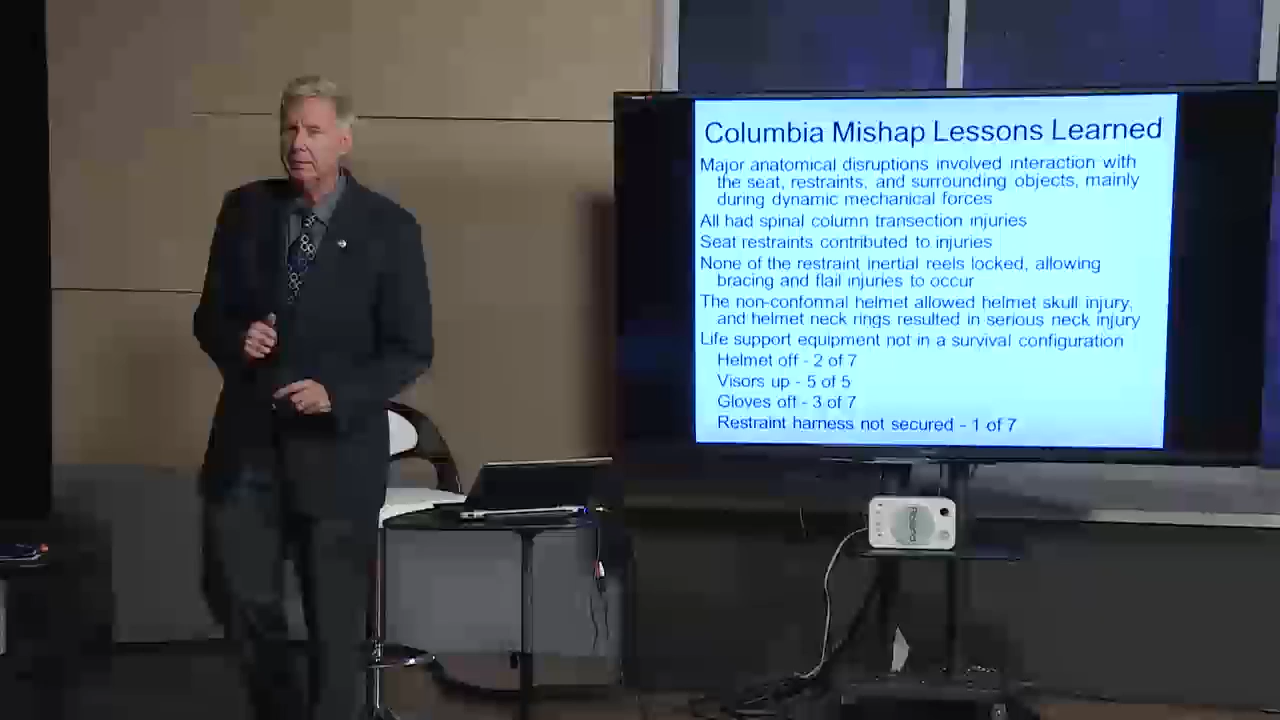 Columbia Mishap Lessons Learned
Major anatomical disruptions involved interaction with
the seat, restraints, and surrounding objects, mainly
during dynamic mechanical forces
All had spinal column transection injuries
Seat restraints contributed to injuries
None of the restraint inertial reels locked, allowing
bracing and flail injuries to occur
The non-conformal helmet allowed helmet skull injury,
and helmet neck rings resulted in serious neck injury
Life support equipment not in a survival configuration
Helmet off - 2 of 7
Visors up - 5 of 5
Gloves off - 3 of 7
Restraint harness not secured - 1 of 7